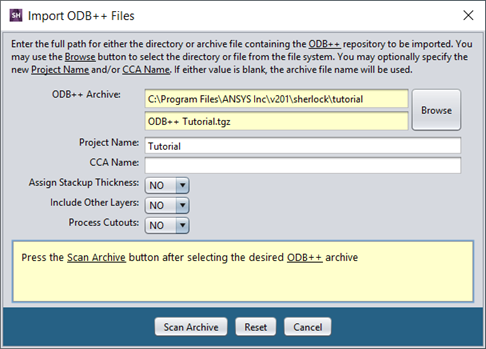 SH Import ODB++ Files
Enter the full path for either the directory or archive file containing the ODB++ repository to be imported. You
may use the Browse button to select the directory or file from the file system. You may optionally specify the
new Project Name and/or CCA Name. If either value is blank, the archive file name will be used.
ODB++ Archive: C:\Program Files\ANSYS Inc\v201\sherlock\tutorial
ODB++ Tutorial.tgz
Browse
Project Name: Tutorial
CCA Name:
Assign Stackup Thickness: NO
Include Other Layers: NO
Process Cutouts: NO
Press the Scan Archive button after selecting the desired ODB++ archive
Scan Archive Reset Cancel